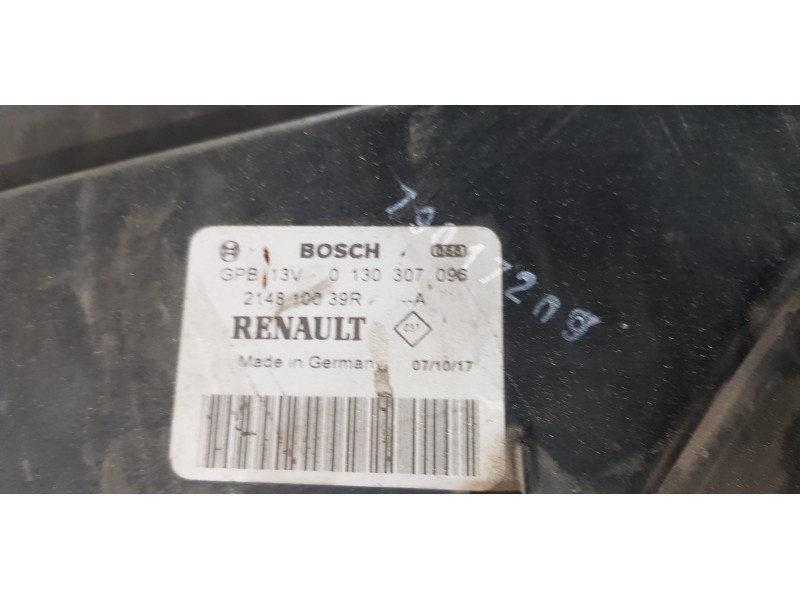 BOSCH
GPB 13V 0 130 307 096
2148 100 39R --A
RENAULT
Made in Germany 07/10/17